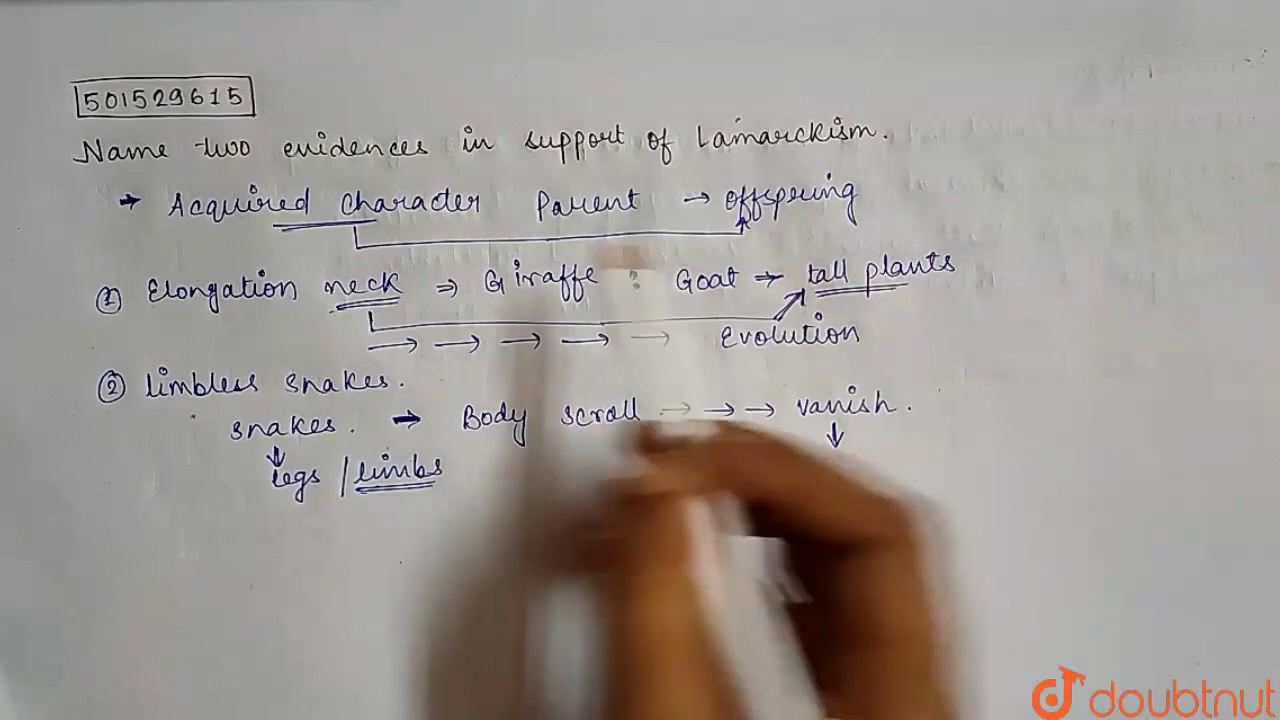 501529615
Name two evidences in support of Lamarckism.
→ Acquired character Parent → offspring
① Elongation neck ⇒ Giraffe : Goat → tall plants
→ → → → → Evolution
② limbless snakes.
snakes. → Body scroll → → → vanish.
↓ ↓
legs / limbs
doubtnut